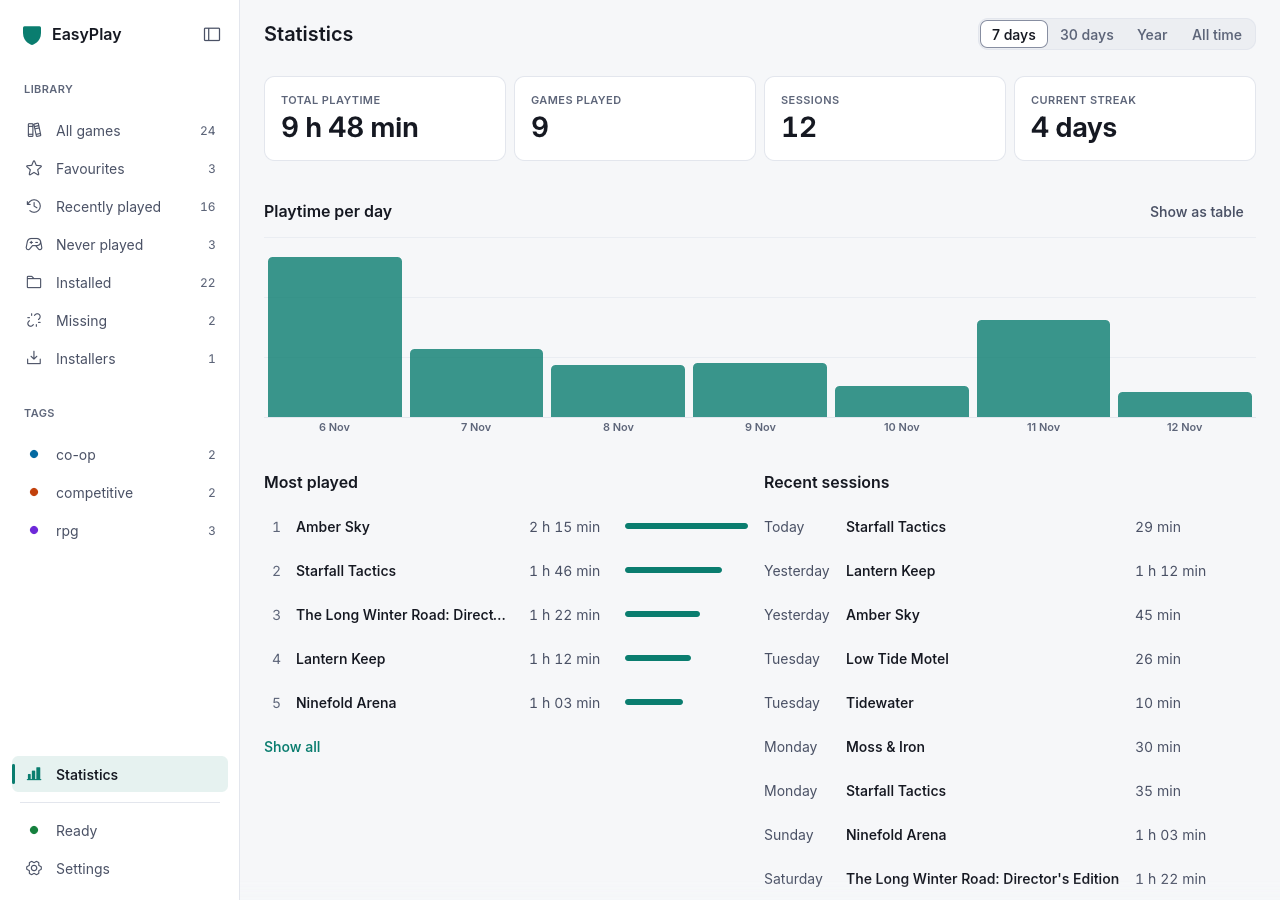 EasyPlay
LIBRARY
All games 24
Favourites 3
Recently played 16
Never played 3
Installed 22
Missing 2
Installers 1
TAGS
co-op 2
competitive 2
rpg 3
Statistics
Ready
Settings
Statistics
7 days 30 days Year All time
TOTAL PLAYTIME
9 h 48 min
GAMES PLAYED
9
SESSIONS
12
CURRENT STREAK
4 days
Playtime per day
Show as table
6 Nov 7 Nov 8 Nov 9 Nov 10 Nov 11 Nov 12 Nov
Most played
1 Amber Sky 2 h 15 min
2 Starfall Tactics 1 h 46 min
3 The Long Winter Road: Direct... 1 h 22 min
4 Lantern Keep 1 h 12 min
5 Ninefold Arena 1 h 03 min
Show all
Recent sessions
Today Starfall Tactics 29 min
Yesterday Lantern Keep 1 h 12 min
Yesterday Amber Sky 45 min
Tuesday Low Tide Motel 26 min
Tuesday Tidewater 10 min
Monday Moss & Iron 30 min
Monday Starfall Tactics 35 min
Sunday Ninefold Arena 1 h 03 min
Saturday The Long Winter Road: Director's Edition 1 h 22 min